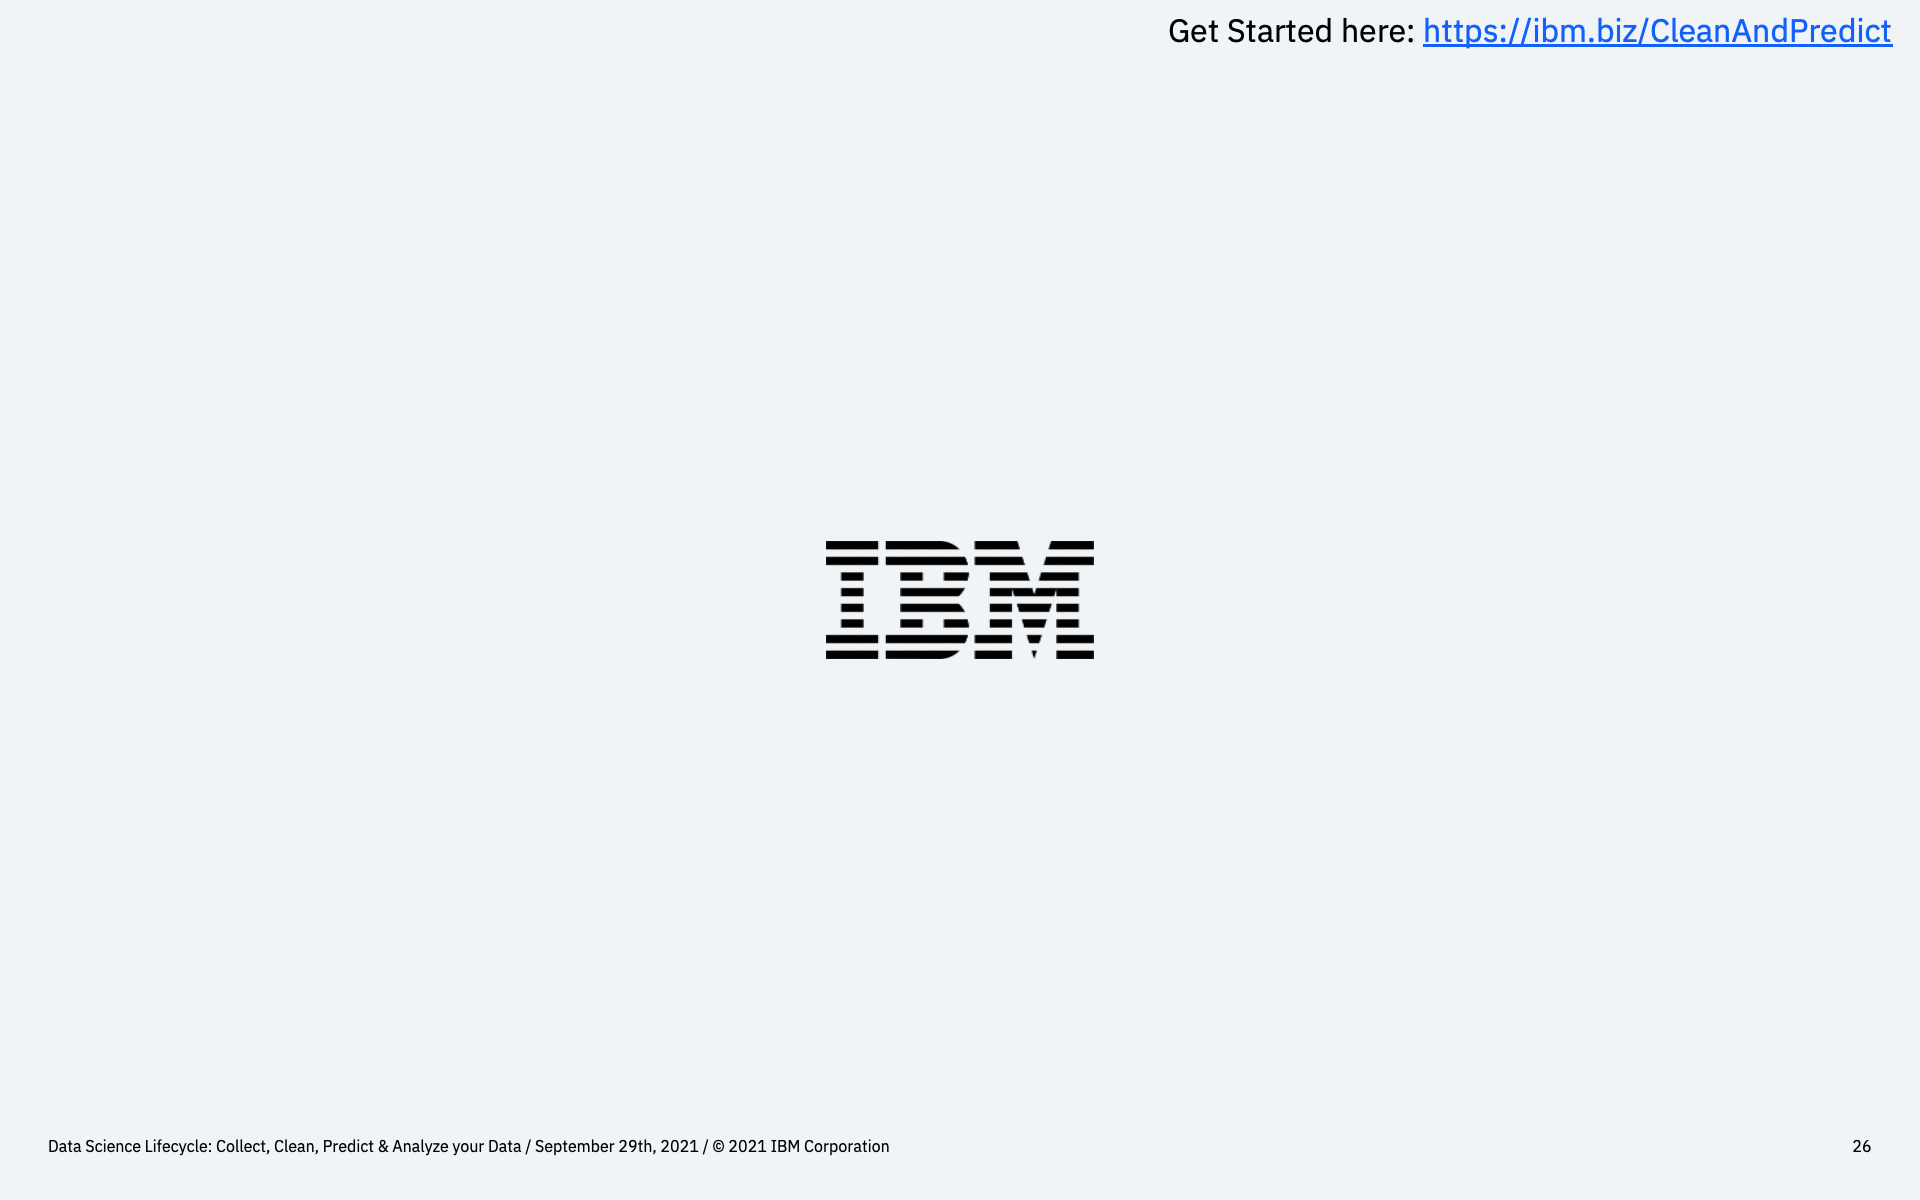 Get Started here: https://ibm.biz/CleanAndPredict
IBM
Data Science Lifecycle: Collect, Clean, Predict & Analyze your Data / September 29th, 2021 / © 2021 IBM Corporation
26